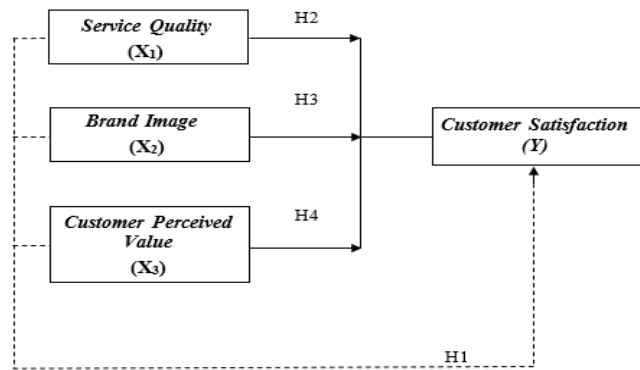 Service Quality
(X₁)
H2
Brand Image
(X₂)
H3
Customer Perceived
Value
(X₃)
H4
Customer Satisfaction
(Y)
H1